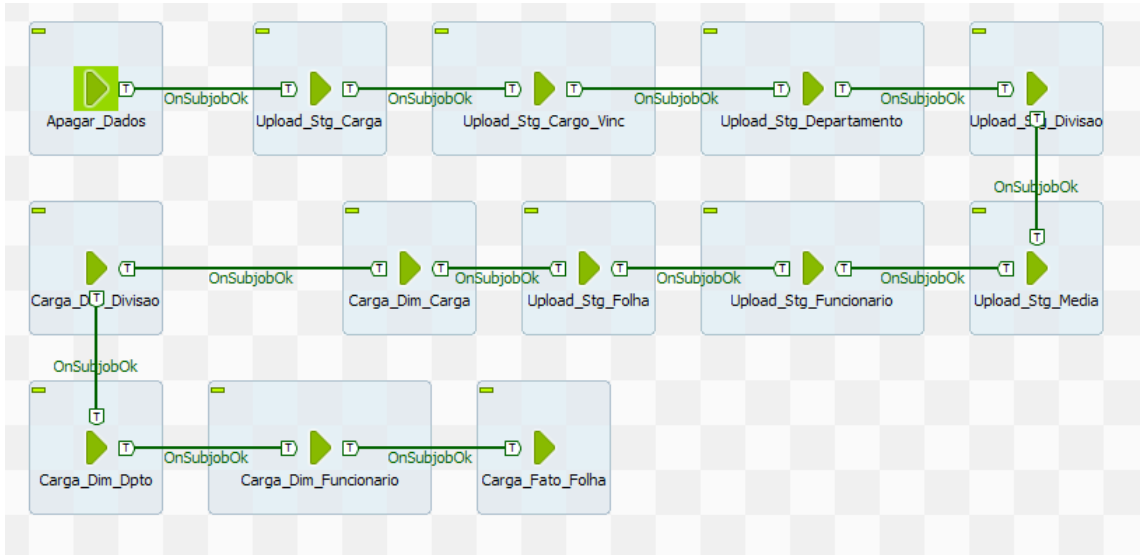 T OnSubjobOk T T OnSubjobOk T T OnSubjobOk T T OnSubjobOk T
Apagar_Dados Upload_Stg_Carga Upload_Stg_Cargo_Vinc Upload_Stg_Departamento Upload_Stg_Divisao
T
OnSubjobOk
T
T OnSubjobOk T T OnSubjobOk T T OnSubjobOk T T OnSubjobOk T
Carga_Divisao Carga_Dim_Carga Upload_Stg_Folha Upload_Stg_Funcionario Upload_Stg_Media
T
OnSubjobOk
T
T OnSubjobOk T T OnSubjobOk T
Carga_Dim_Dpto Carga_Dim_Funcionario Carga_Fato_Folha